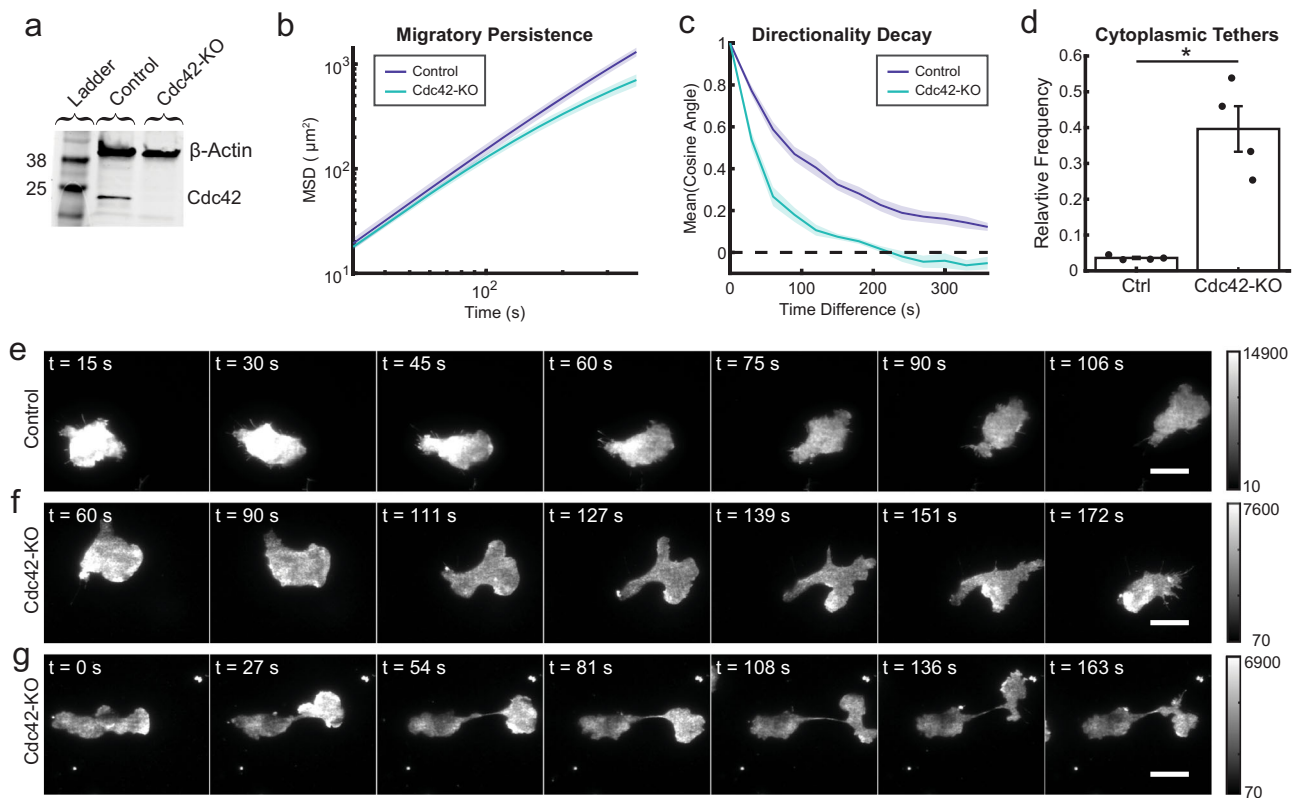 a
Ladder
Control
Cdc42-KO
38
25
β-Actin
Cdc42
b
Migratory Persistence
Control
Cdc42-KO
MSD ( µm²)
10³
10²
10¹
10²
Time (s)
c
Directionality Decay
Control
Cdc42-KO
Mean(Cosine Angle)
1
0.8
0.6
0.4
0.2
0
0
100
200
300
Time Difference (s)
d
Cytoplasmic Tethers
*
Relavtive Frequency
0.6
0.5
0.4
0.3
0.2
0.1
0
Ctrl
Cdc42-KO
e
Control
t = 15 s
t = 30 s
t = 45 s
t = 60 s
t = 75 s
t = 90 s
t = 106 s
14900
10
f
Cdc42-KO
t = 60 s
t = 90 s
t = 111 s
t = 127 s
t = 139 s
t = 151 s
t = 172 s
7600
70
g
Cdc42-KO
t = 0 s
t = 27 s
t = 54 s
t = 81 s
t = 108 s
t = 136 s
t = 163 s
6900
70